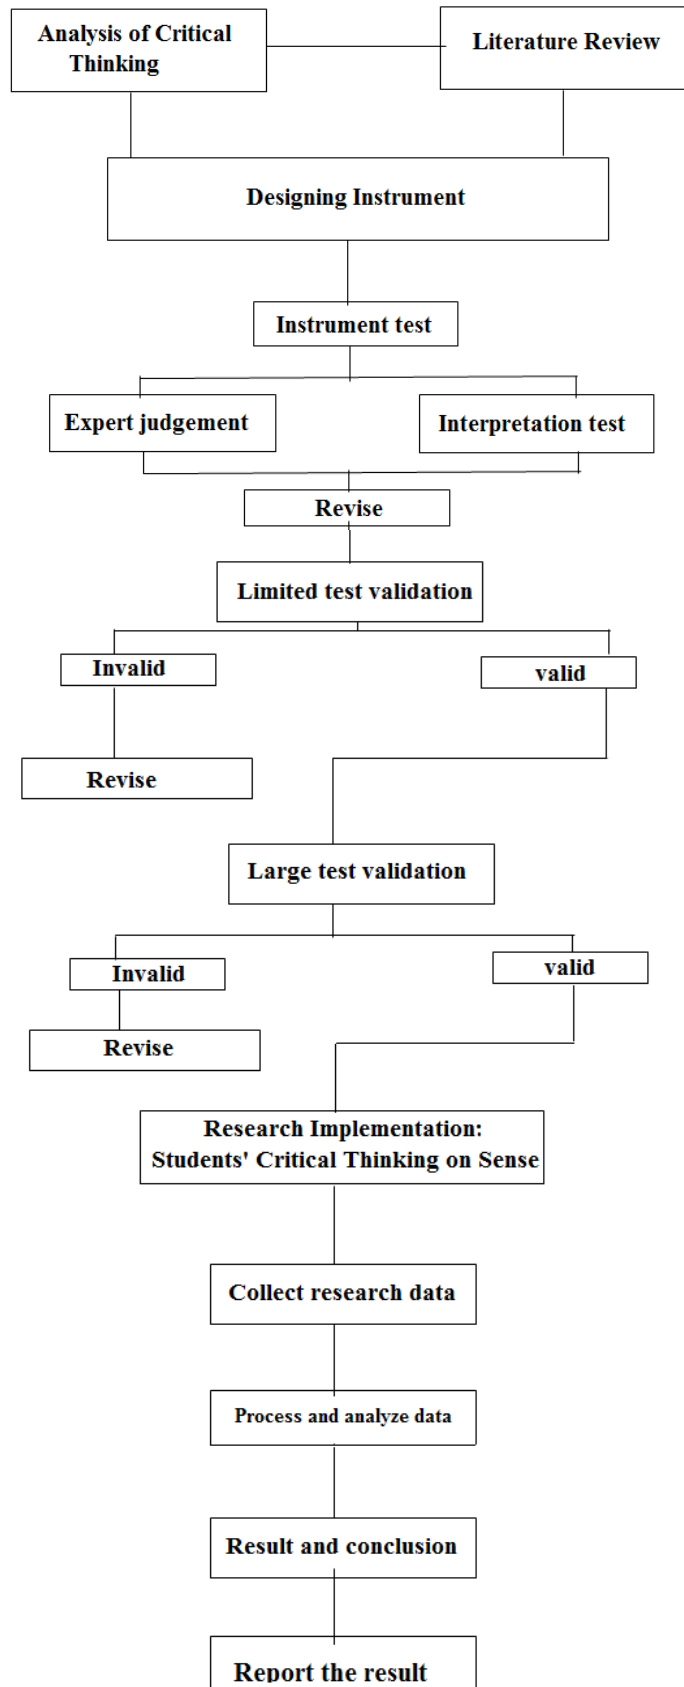 Analysis of Critical
Thinking
Literature Review
Designing Instrument
Instrument test
Expert judgement
Interpretation test
Revise
Limited test validation
Invalid
valid
Revise
Large test validation
Invalid
valid
Revise
Research Implementation:
Students' Critical Thinking on Sense
Collect research data
Process and analyze data
Result and conclusion
Report the result